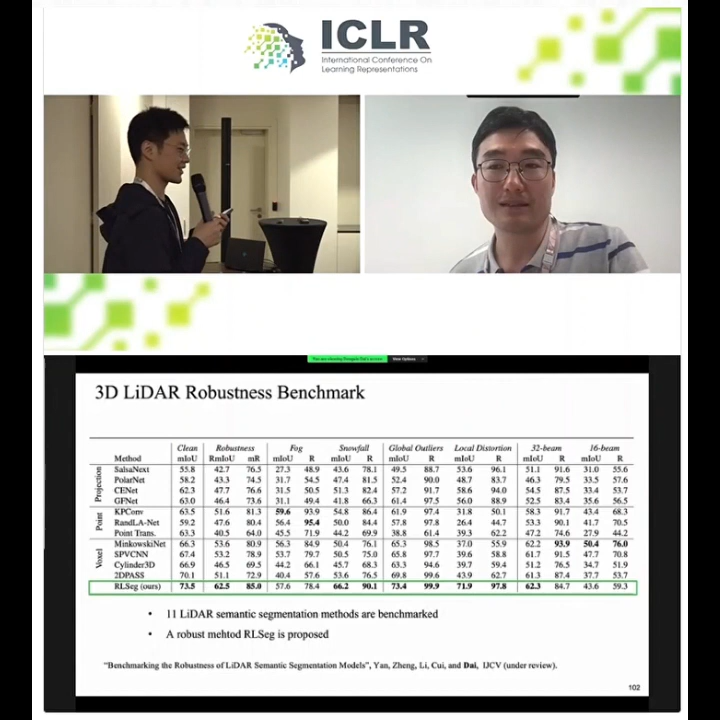 ICLR
International Conference On
Learning Representations
3D LiDAR Robustness Benchmark
Clean Robustness Fog Snowfall Global Outliers Local Distortion 32-beam 16-beam
Method mIoU RmIoU mR mIoU R mIoU R mIoU R mIoU R mIoU R mIoU R
Projection
SalsaNext 55.8 42.7 76.5 27.3 48.9 43.6 78.1 49.5 88.7 53.6 96.1 51.1 91.6 31.0 55.6
PolarNet 58.2 43.3 74.5 31.7 54.5 47.4 81.5 52.4 90.0 48.7 83.7 46.3 79.5 33.5 57.6
CENet 62.3 47.7 76.6 31.5 50.5 51.3 82.4 57.2 91.7 58.6 94.0 54.5 87.5 33.4 53.7
GFNet 63.0 46.4 73.6 31.1 49.4 41.8 66.3 61.4 97.5 56.0 88.9 52.5 83.4 35.6 56.5
Point
KPConv 63.5 51.6 81.3 59.6 93.9 54.8 86.4 61.9 97.4 31.8 50.1 58.3 91.7 43.4 68.3
RandLA-Net 59.2 47.6 80.4 56.4 95.4 50.0 84.4 57.8 97.8 26.4 44.7 53.3 90.1 41.7 70.5
Point Trans. 63.3 40.5 64.0 45.5 71.9 44.2 69.9 38.8 61.4 39.3 62.2 47.2 74.6 27.9 44.2
Voxel
MinkowskiNet 66.3 53.6 80.9 56.3 84.9 50.4 76.1 65.3 98.5 37.0 55.9 62.2 93.9 50.4 76.0
SPVCNN 67.4 53.2 78.9 53.7 79.7 50.5 75.0 65.8 97.7 39.6 58.8 61.7 91.5 47.7 70.8
Cylinder3D 66.9 46.5 69.5 44.2 66.1 45.7 68.3 63.3 94.6 39.7 59.4 51.2 76.5 34.7 51.9
2DPASS 70.1 51.1 72.9 40.4 57.6 53.6 76.5 69.8 99.6 43.9 62.7 61.3 87.4 37.7 53.7
RLSeg (ours) 73.5 62.5 85.0 57.6 78.4 66.2 90.1 73.4 99.9 71.9 97.8 62.3 84.7 43.6 59.3
• 11 LiDAR semantic segmentation methods are benchmarked
• A robust mehtod RLSeg is proposed
"Benchmarking the Robustness of LiDAR Semantic Segmentation Models", Yan, Zheng, Li, Cui, and Dai, IJCV (under review).
102